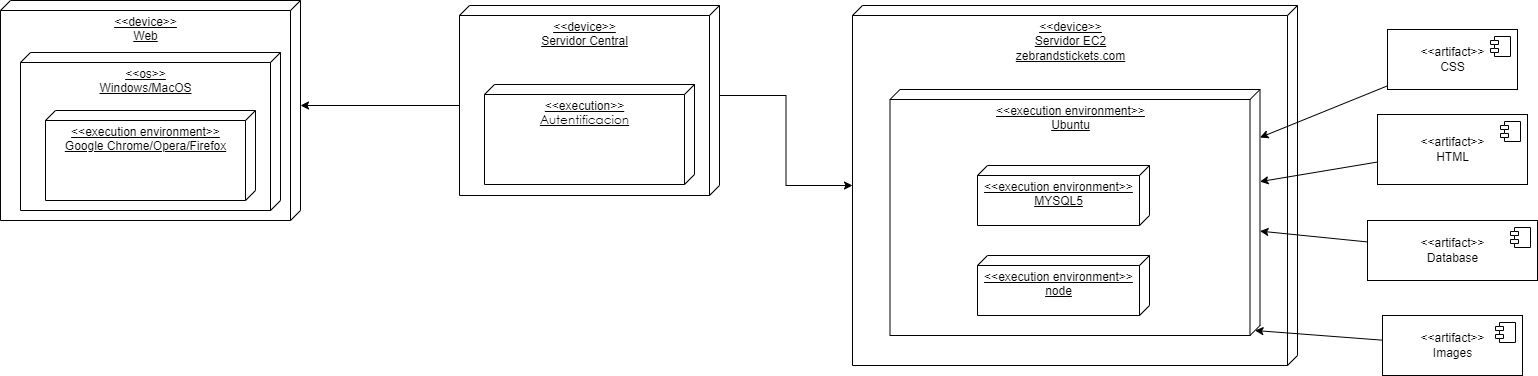 <<device>>
Web
<<os>>
Windows/MacOS
<<execution environment>>
Google Chrome/Opera/Firefox
<<device>>
Servidor Central
<<execution>>
Autentificacion
<<device>>
Servidor EC2
zebrandstickets.com
<<execution environment>>
Ubuntu
<<execution environment>>
MYSQL5
<<execution environment>>
node
<<artifact>>
CSS
<<artifact>>
HTML
<<artifact>>
Database
<<artifact>>
Images